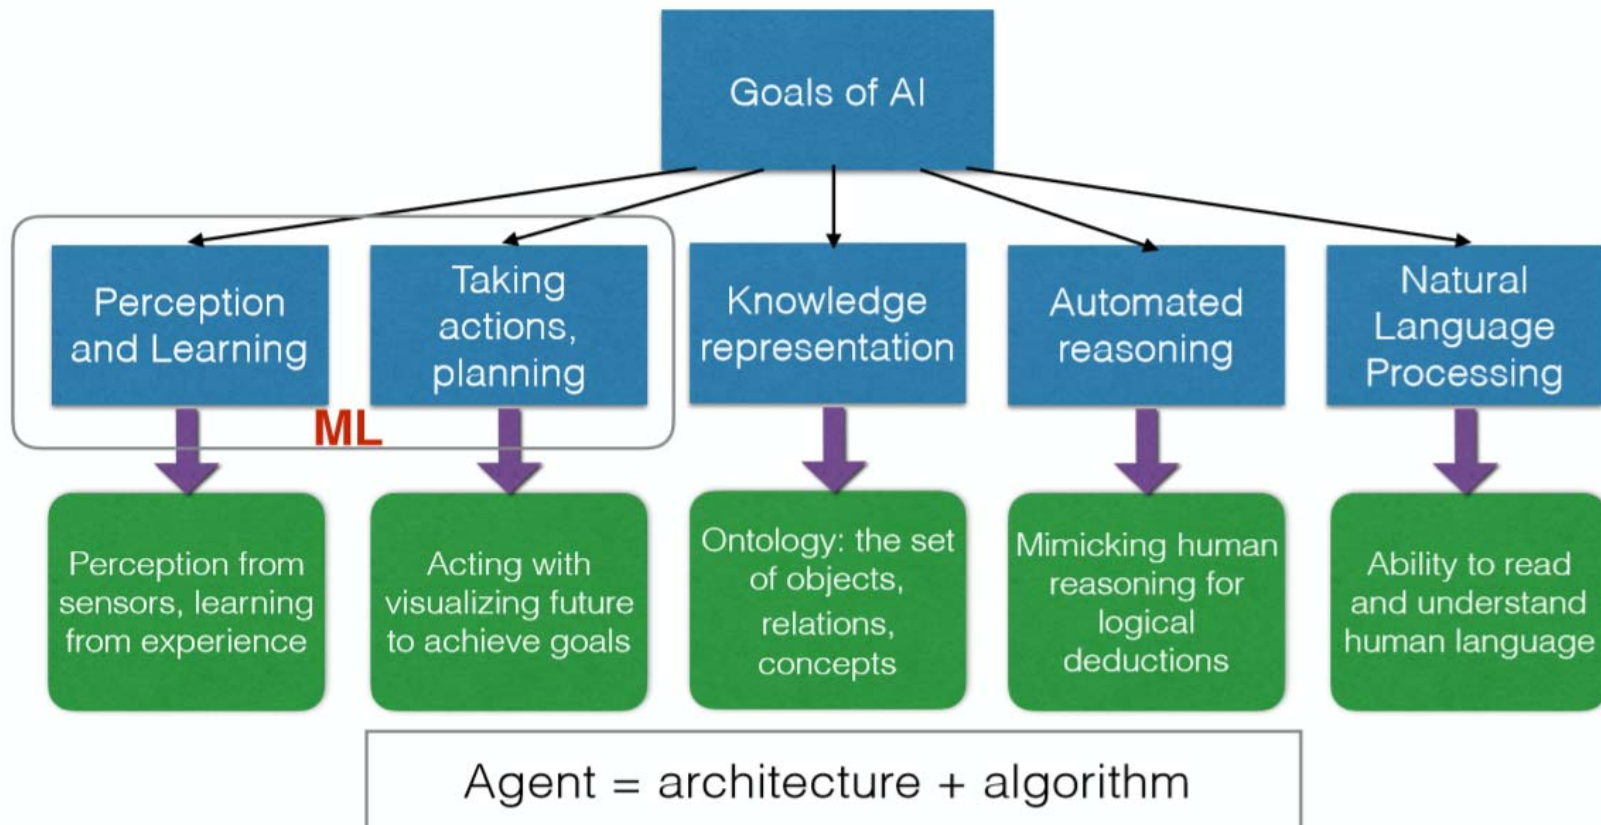 Goals of AI
Perception
and Learning
Taking
actions,
planning
Knowledge
representation
Automated
reasoning
Natural
Language
Processing
ML
Perception from
sensors, learning
from experience
Acting with
visualizing future
to achieve goals
Ontology: the set
of objects,
relations,
concepts
Mimicking human
reasoning for
logical
deductions
Ability to read
and understand
human language
Agent = architecture + algorithm